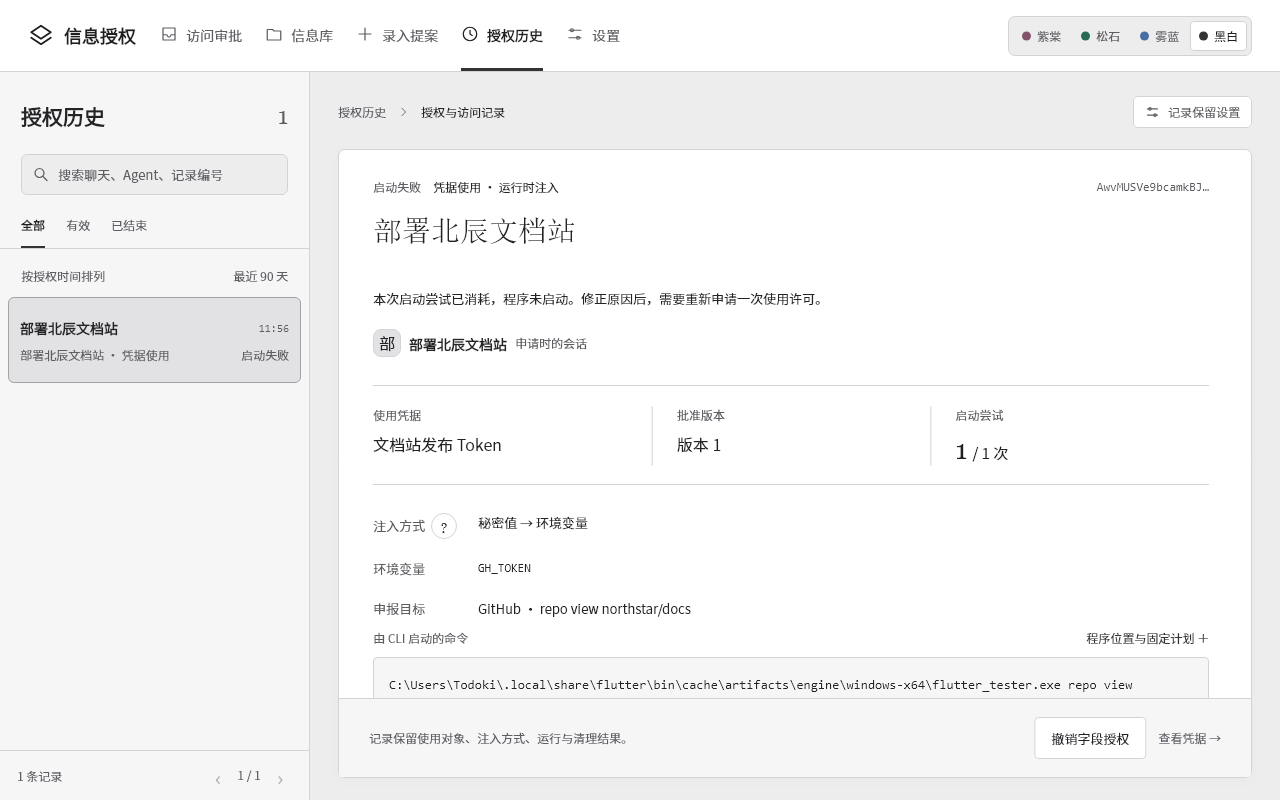 信息授权
访问审批
信息库
录入提案
授权历史
设置
紫棠
松石
雾蓝
黑白
授权历史
1
搜索聊天、Agent、记录编号
全部
有效
已结束
按授权时间排列
最近 90 天
部署北辰文档站
11:56
部署北辰文档站 · 凭据使用
启动失败
1 条记录
‹
1 / 1
›
授权历史 > 授权与访问记录
记录保留设置
启动失败 凭据使用 · 运行时注入
AwvMUSVe9bcamkBJ…
部署北辰文档站
本次启动尝试已消耗，程序未启动。修正原因后，需要重新申请一次使用许可。
部
部署北辰文档站 申请时的会话
使用凭据
文档站发布 Token
批准版本
版本 1
启动尝试
1 / 1 次
注入方式 ?
秘密值 → 环境变量
环境变量
GH_TOKEN
申报目标
GitHub · repo view northstar/docs
由 CLI 启动的命令
程序位置与固定计划 +
C:\Users\Todoki\.local\share\flutter\bin\cache\artifacts\engine\windows-x64\flutter_tester.exe repo view
记录保留使用对象、注入方式、运行与清理结果。
撤销字段授权
查看凭据 →